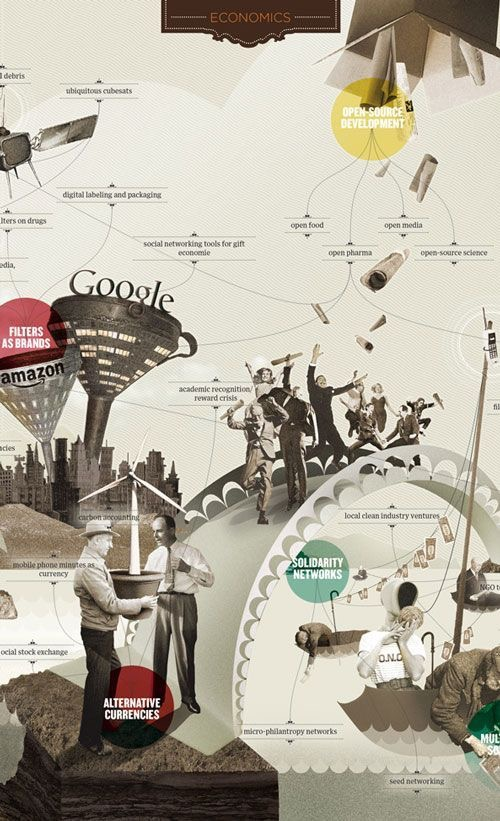 ECONOMICS
l debris
ubiquitous cubesats
OPEN-SOURCE
DEVELOPMENT
digital labeling and packaging
lters on drugs
open food
open media
social networking tools for gift
economie
open pharma
open-source science
edia,
Google
FILTERS
AS BRANDS
amazon
academic recognition/
reward crisis
fil
ncies
carbon accounting
local clean industry ventures
mobile phone minutes as
currency
SOLIDARITY
NETWORKS
NGO to
O.N.O
ocial stock exchange
ALTERNATIVE
CURRENCIES
micro-philantropy networks
MUL
seed networking